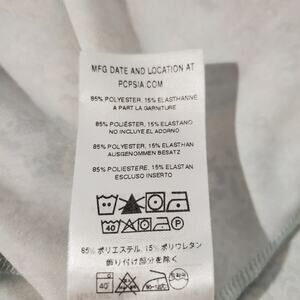 MFG DATE AND LOCATION AT
PCPSIA.COM
85% POLYESTER, 15% ELASTHANNE
A PART LA GARNITURE
85% POLIÉSTER, 15% ELASTANO
NO INCLUYE EL ADORNO
85% POLYESTER, 15% ELASTHAN
AUSGENOMMEN BESATZ
85% POLIESTERE, 15% ELASTAN
ESCLUSO INSERTO
40 P
85% ポリエステル, 15% ポリウレタン
飾り付け部分を除く
40